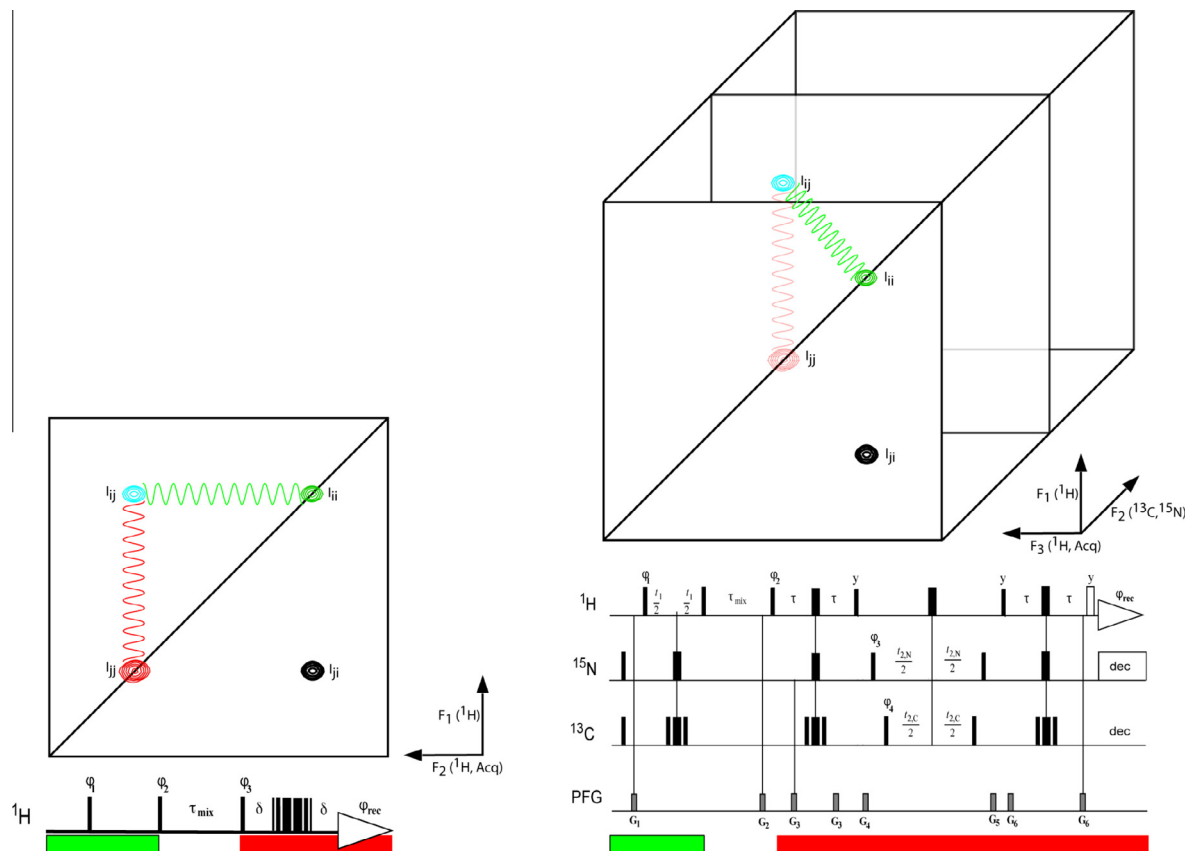 I_ij
I_ii
I_jj
I_ji
F_1 (^1H)
F_2 (^1H, Acq)
φ_1 φ_2 φ_3 φ_rec
^1H τ_mix δ δ
I_ij
I_ii
I_jj
I_ji
F_1 (^1H)
F_2 (^13C, ^15N)
F_3 (^1H, Acq)
φ_1 φ_2 y y y
^1H t_1/2 t_1/2 τ_mix τ τ τ τ φ_rec
φ_3
^15N t_2,N/2 t_2,N/2 dec
φ_4
^13C t_2,C/2 t_2,C/2 dec
PFG
G_1 G_2 G_3 G_3 G_4 G_5 G_6 G_6